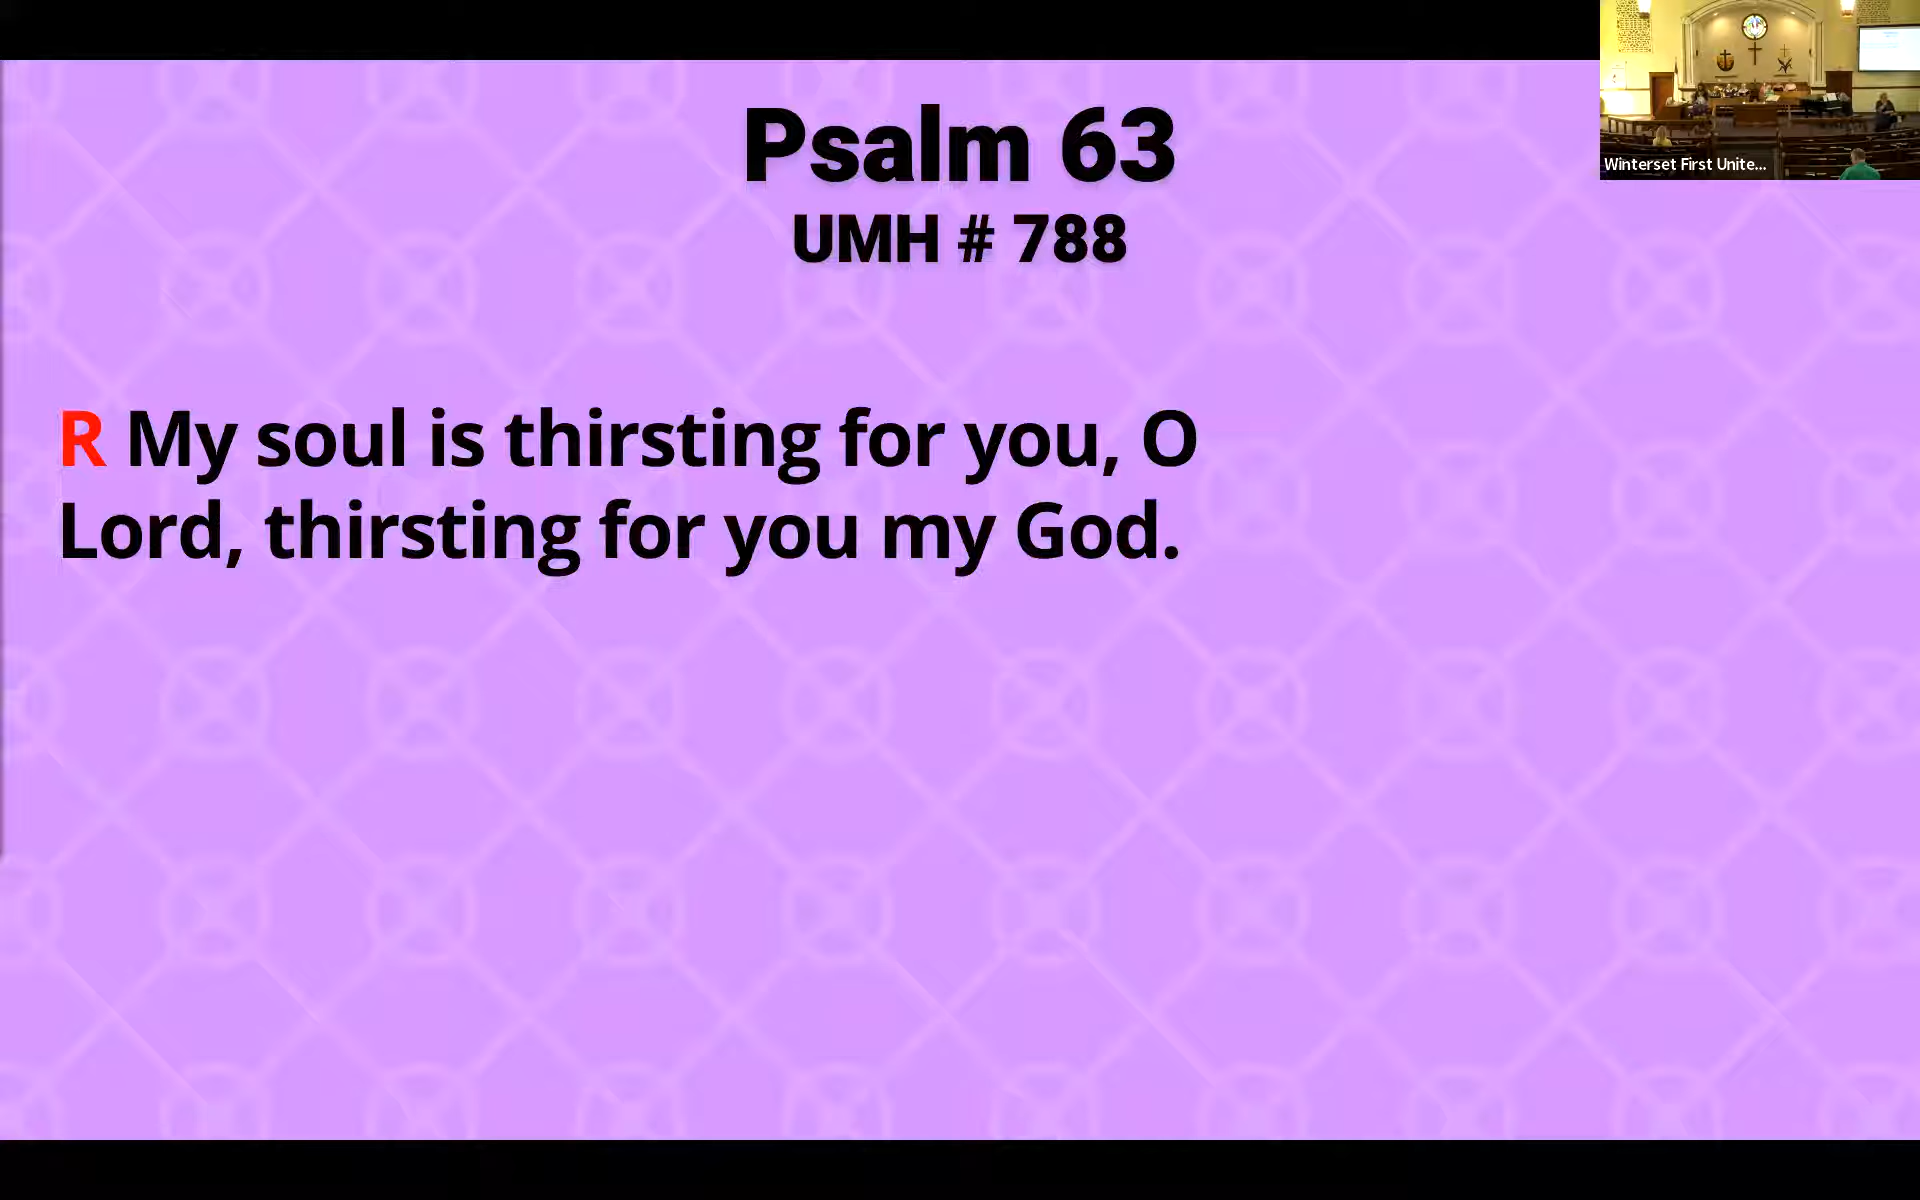 Psalm 63
UMH # 788
R My soul is thirsting for you, O
Lord, thirsting for you my God.
Winterset First Unite...